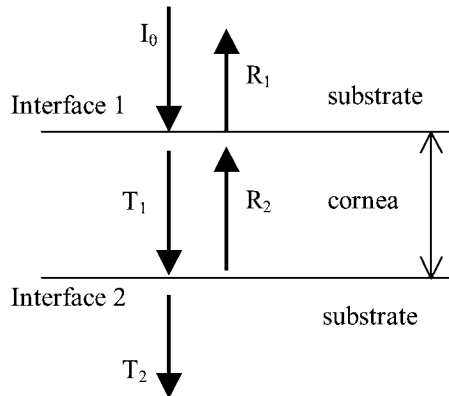 I₀
R₁
Interface 1
substrate
T₁
R₂
cornea
Interface 2
substrate
T₂